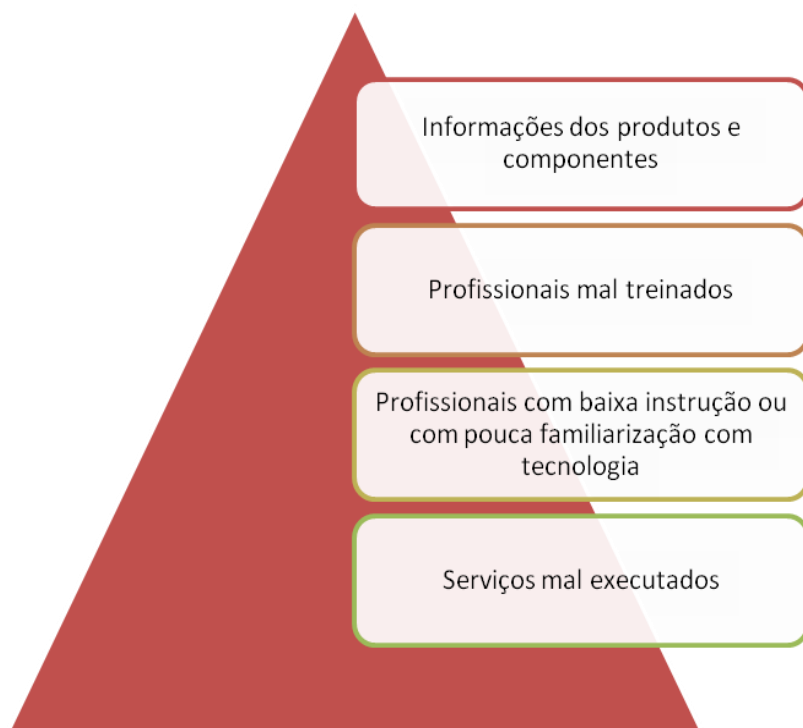 Informações dos produtos e
componentes
Profissionais mal treinados
Profissionais com baixa instrução ou
com pouca familiarização com
tecnologia
Serviços mal executados